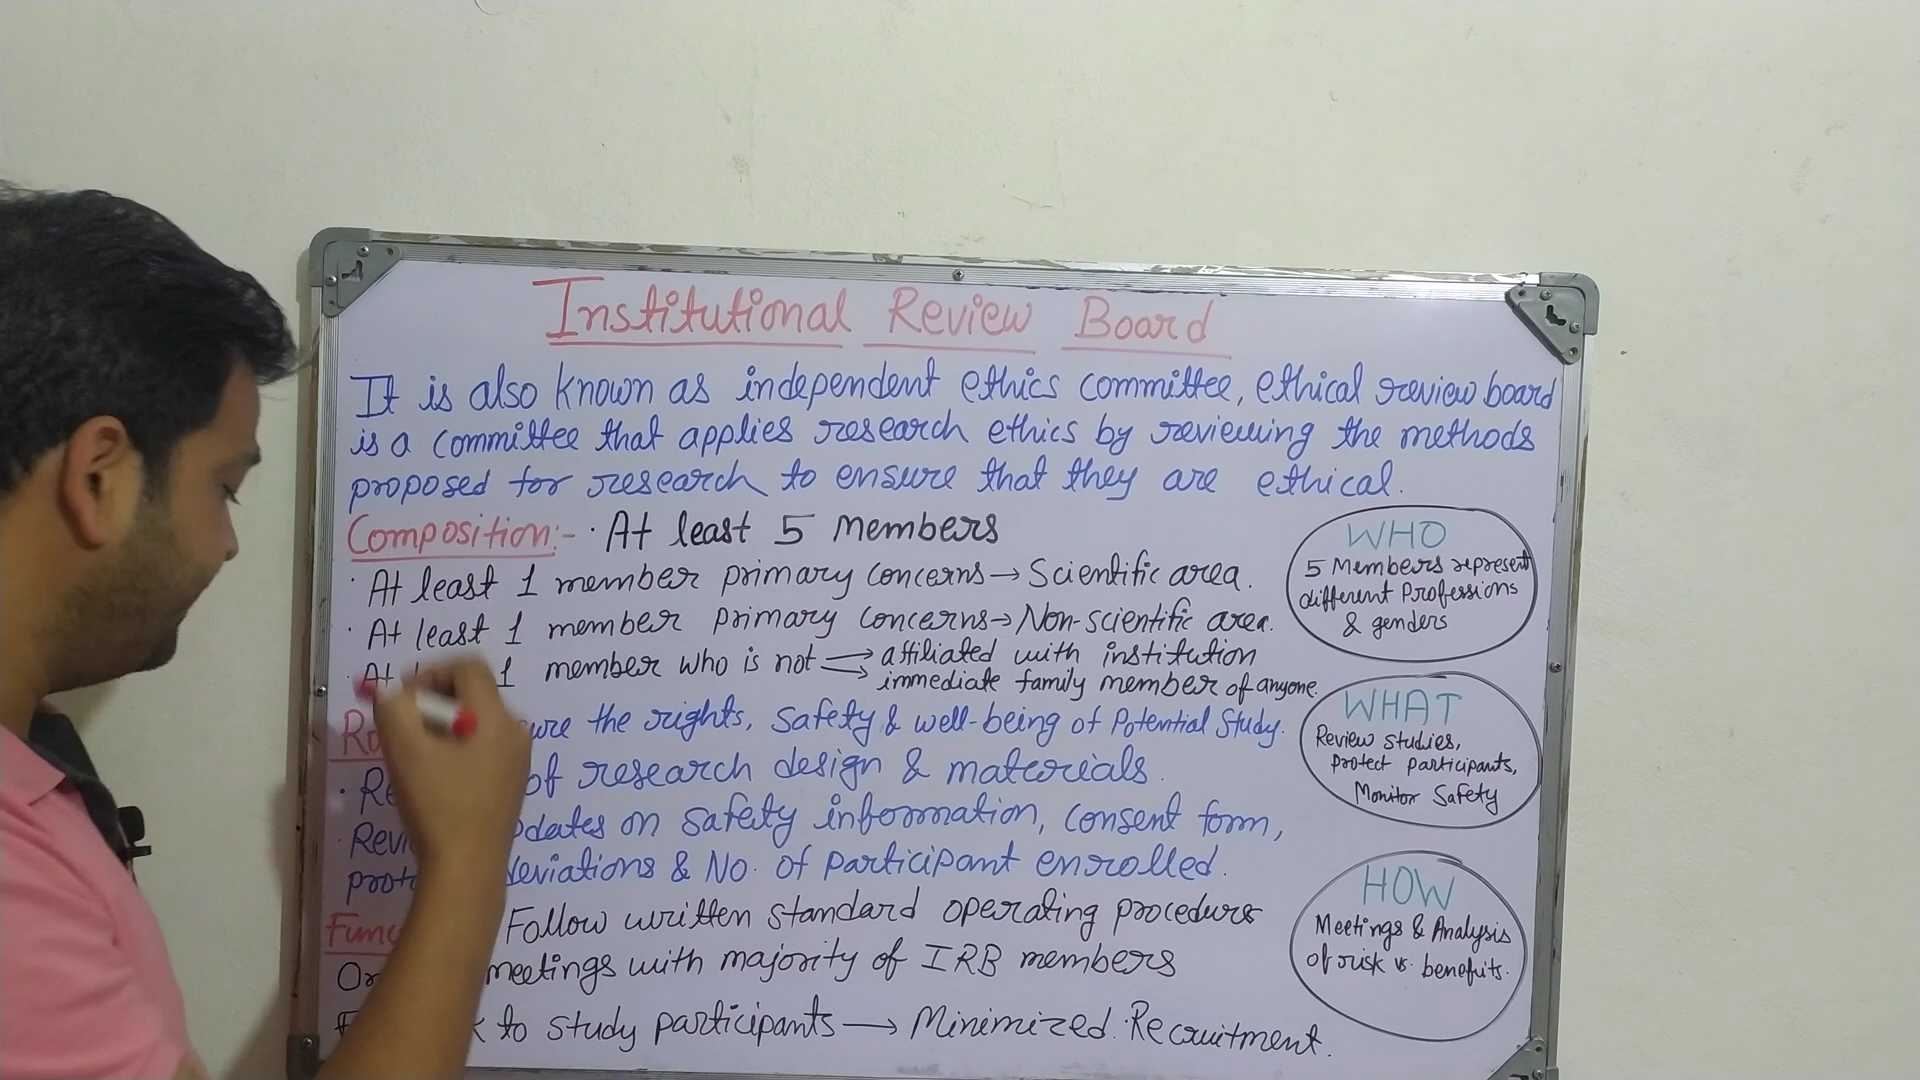 Institutional Review Board
It is also known as independent ethics committee, ethical review board
is a committee that applies research ethics by reviewing the methods
proposed for research to ensure that they are ethical.
Composition:- · At least 5 Members
· At least 1 member primary concerns → Scientific area.
· At least 1 member primary concerns → Non-scientific area.
· At 1 member who is not → affiliated with institution
→ immediate family member of anyone.
the rights, Safety & well-being of Potential Study.
of research design & materials.
on safety information, consent form,
& No. of participant enrolled.
Follow written standard operating procedures
meetings with majority of IRB members
to study participants → Minimized. Recruitment.
WHO
5 Members represent
different Professions
& genders
WHAT
Review studies,
protect participants,
Monitor Safety
HOW
Meetings & Analysis
of risk vs. benefits.